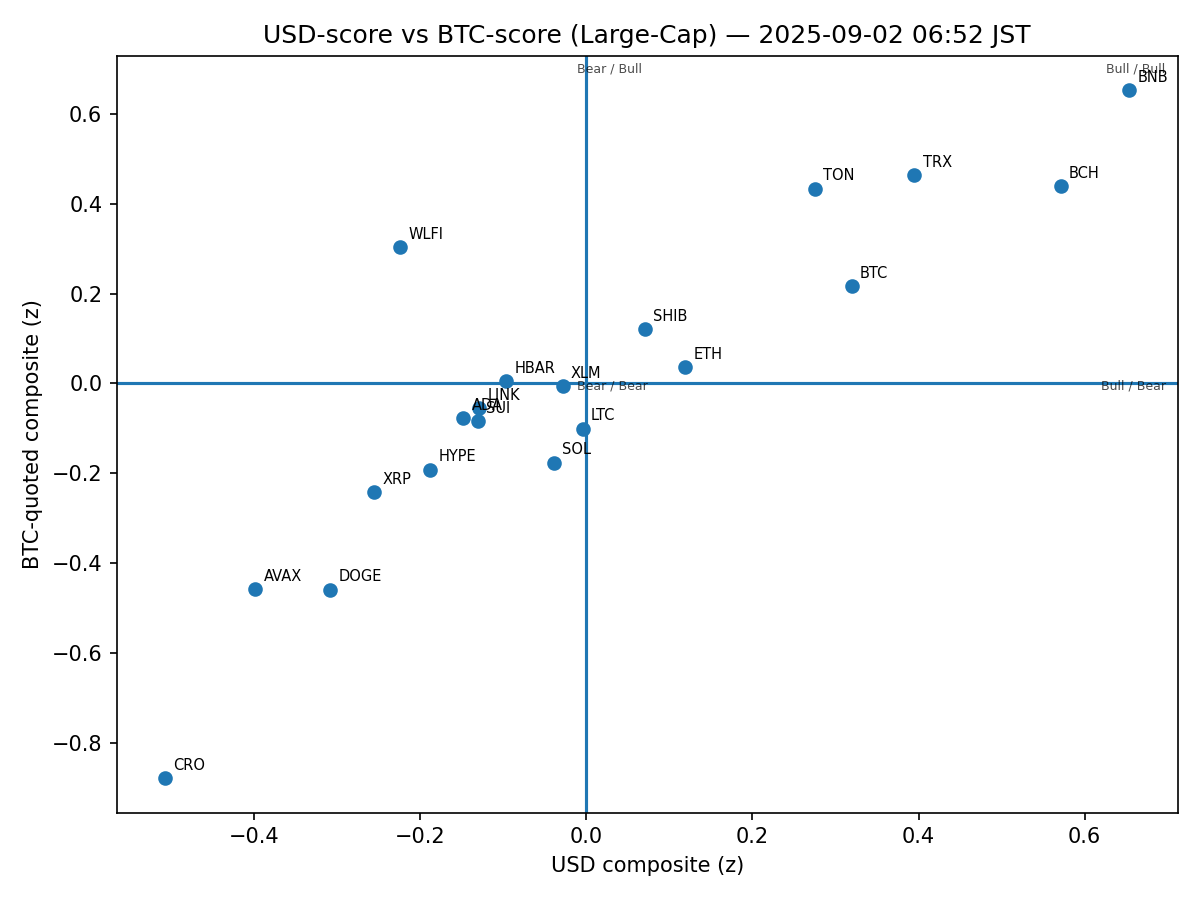 USD-score vs BTC-score (Large-Cap) — 2025-09-02 06:52 JST
Bear / Bull
Bull / Bull
BNB
0.6
TRX
BCH
TON
0.4
WLFI
BTC
0.2
SHIB
ETH
HBAR
XLM
0.0
Bear / Bear
Bull / Bear
LINK
ADA
SUI
LTC
SOL
−0.2
HYPE
XRP
−0.4
AVAX
DOGE
−0.6
−0.8
CRO
BTC-quoted composite (z)
−0.4
−0.2
0.0
0.2
0.4
0.6
USD composite (z)